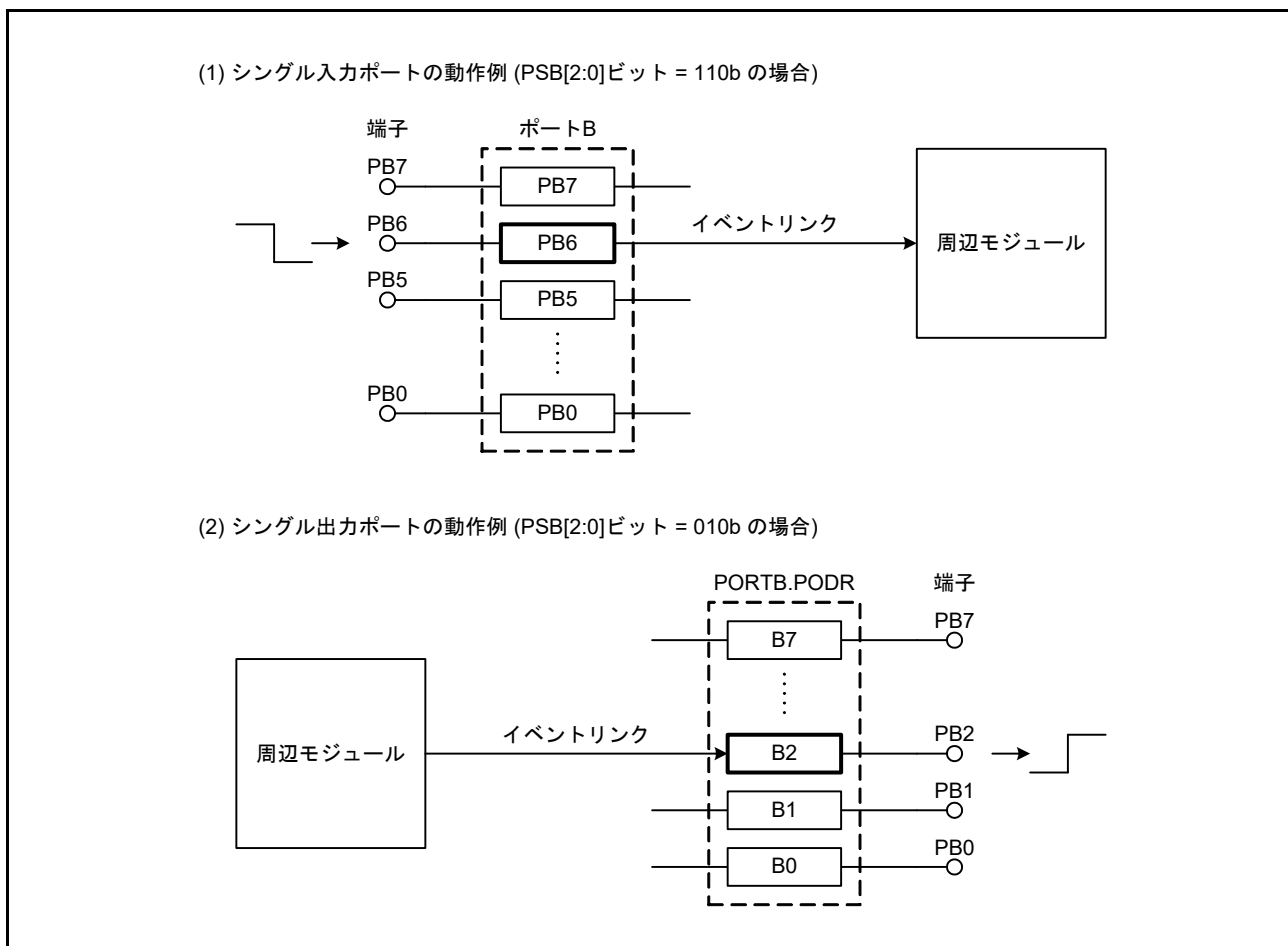 (1) シングル入力ポートの動作例 (PSB[2:0]ビット = 110b の場合)
端子
ポートB
PB7
PB7
PB6
PB6
イベントリンク
周辺モジュール
PB5
PB5
PB0
PB0
(2) シングル出力ポートの動作例 (PSB[2:0]ビット = 010b の場合)
PORTB.PODR
端子
B7
PB7
周辺モジュール
イベントリンク
B2
PB2
B1
PB1
B0
PB0